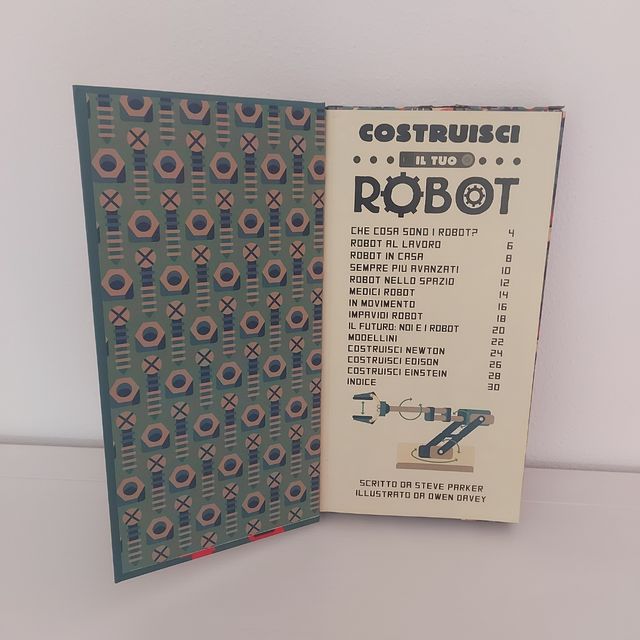 COSTRUISCI
IL TUO
ROBOT
CHE COSA SONO I ROBOT? 4
ROBOT AL LAVORO 6
ROBOT IN CASA 8
SEMPRE PIÙ AVANZATI 10
ROBOT NELLO SPAZIO 12
MEDICI ROBOT 14
IN MOVIMENTO 16
IMPAVIDI ROBOT 18
IL FUTURO: NOI E I ROBOT 20
MODELLINI 22
COSTRUISCI NEWTON 24
COSTRUISCI EDISON 26
COSTRUISCI EINSTEIN 28
INDICE 30
SCRITTO DA STEVE PARKER
ILLUSTRATO DA OWEN DAVEY